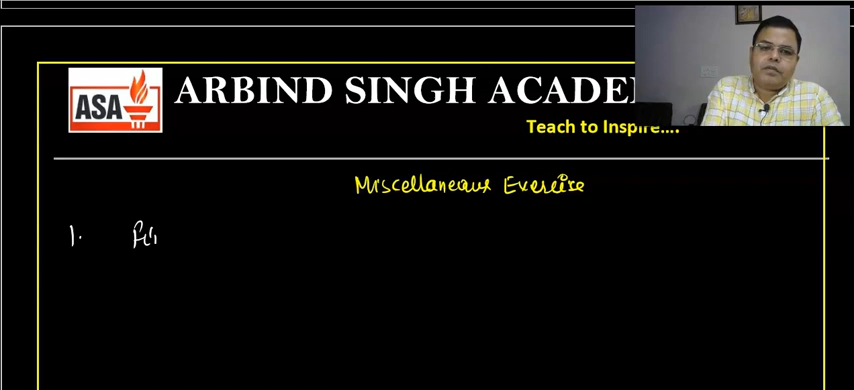 ASA
ARBIND SINGH ACADE
Teach to Inspire....
Miscellaneous Exercise
1.